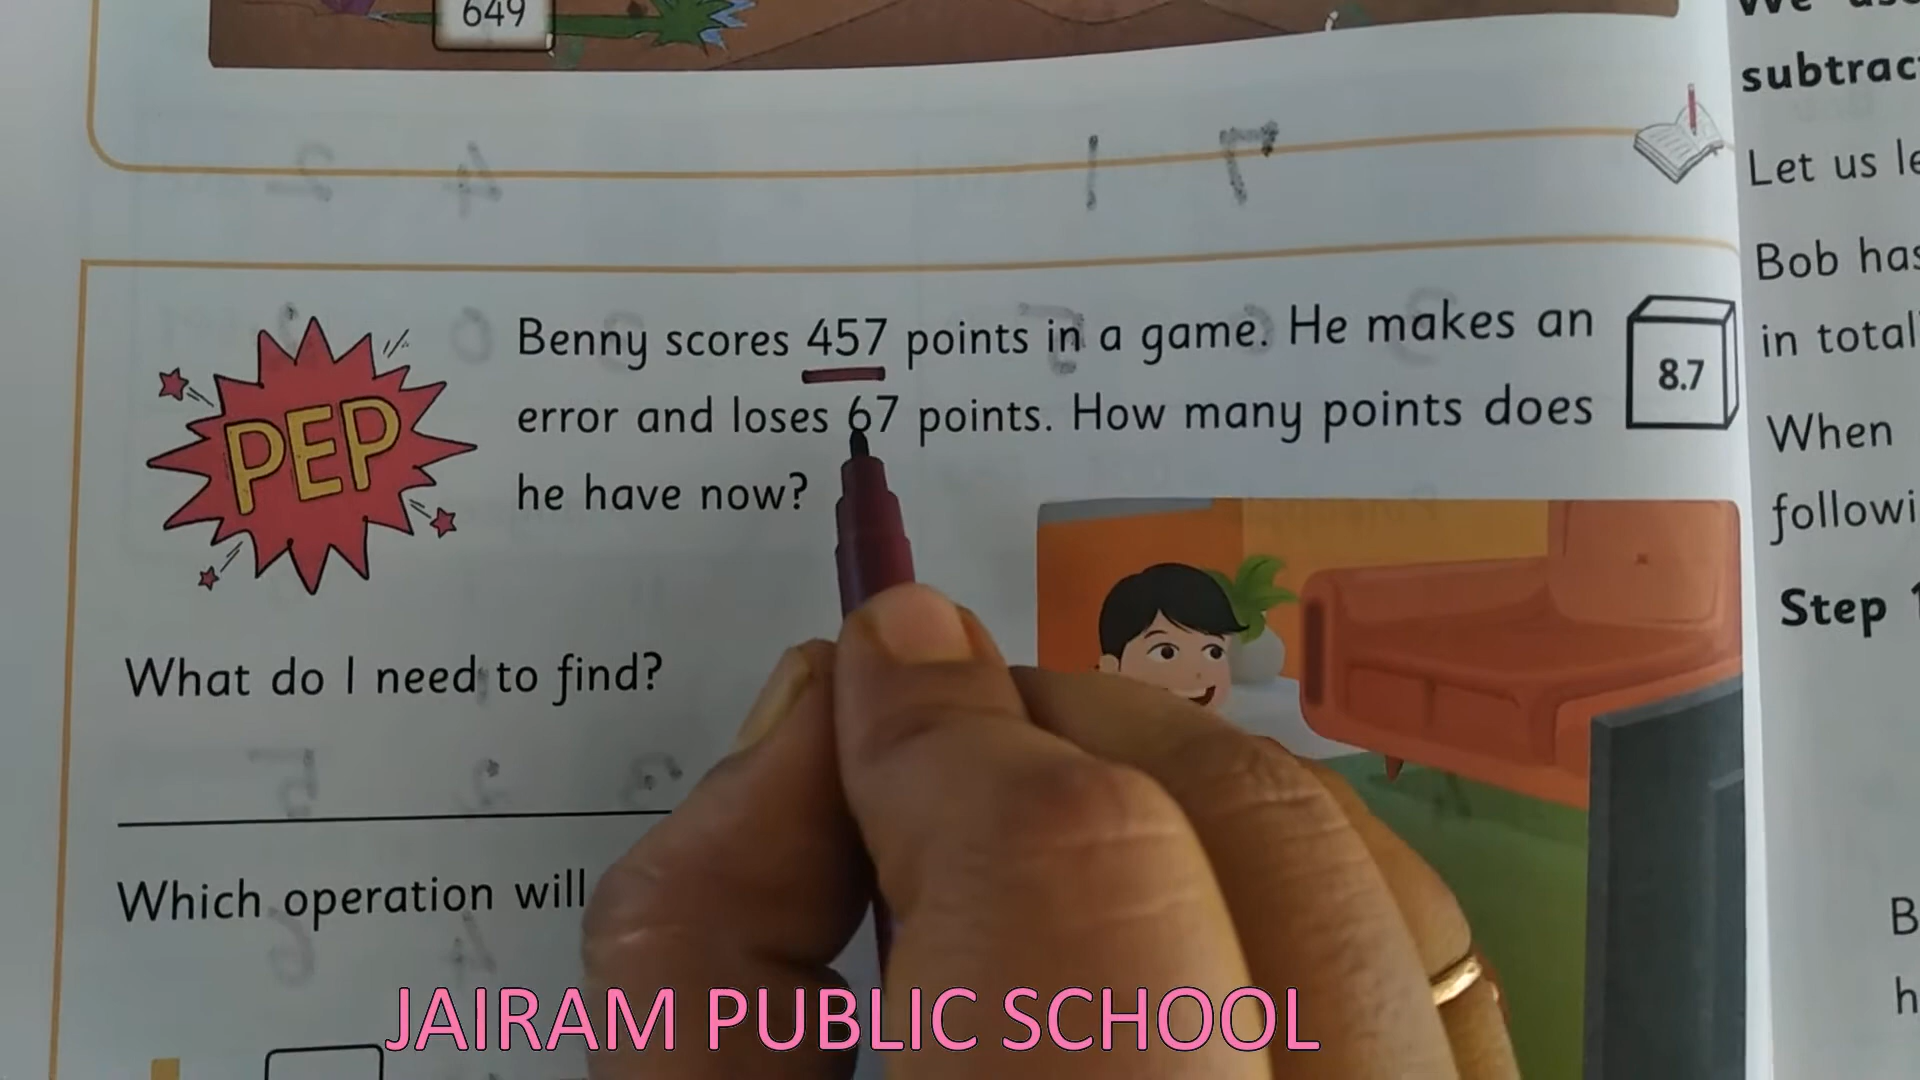 649
Benny scores 457 points in a game. He makes an
error and loses 67 points. How many points does
he have now?
8.7
PEP
What do I need to find?
Which operation will
JAIRAM PUBLIC SCHOOL
subtrac
Let us le
Bob has
in total
When
followi
Step 1